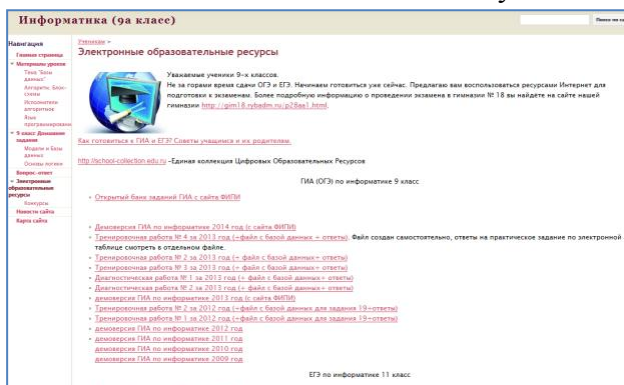 Информатика (9а класс)
Поиск по са
Навигация
Главная страница
Материалы уроков
Тема "Базы
данных"
Алгоритм. Блок-
схемы
Исполнители
алгоритмов
Язык
программирования
9 класс Домашнее
задание
Модели и Базы
данных
Основы логики
Вопрос-ответ
Электронные
образовательные
ресурсы
Конкурсы
Новости сайта
Карта сайта
Ученикам >
Электронные образовательные ресурсы
Уважаемые ученики 9-х классов.
Не за горами время сдачи ОГЭ и ЕГЭ. Начинаем готовиться уже сейчас. Предлагаю вам воспользоваться ресурсами Интернет для
подготовки к экзаменам. Более подробную информацию о проведении экзамена в гимназии № 18 вы найдёте на сайте нашей
гимназии http://gim18.rybadm.ru/p28aa1.html.
Как готовиться к ГИА и ЕГЭ? Советы учащимся и их родителям.
http://school-collection.edu.ru –Единая коллекция Цифровых Образовательных Ресурсов
ГИА (ОГЭ) по информатике 9 класс
Открытый банк заданий ГИА с сайта ФИПИ
Демоверсия ГИА по информатике 2014 год (с сайта ФИПИ)
Тренировочная работа № 4 за 2013 год (+файл с базой данных + ответы). Файл создан самостоятельно, ответы на практическое задание по электронной
таблице смотреть в отдельном файле.
Тренировочная работа № 2 за 2013 год (+ файл с базой данных+ ответы)
Тренировочная работа № 3 за 2013 год (+ файл с базой данных+ ответы)
Диагностическая работа № 1 за 2013 год (+ файл с базой данных+ ответы)
Диагностическая работа № 2 за 2013 год (+ файл с базой данных+ ответы)
демоверсия ГИА по информатике 2013 год (с сайта ФИПИ)
Тренировочная работа № 2 за 2012 год (+файл с базой данных для задания 19+ответы)
Тренировочная работа № 1 за 2012 год (+файл с базой данных для задания 19+ответы)
демоверсия ГИА по информатике 2012 год
демоверсия ГИА по информатике 2011 год
демоверсия ГИА по информатике 2010 год
демоверсия ГИА по информатике 2009 год
ЕГЭ по информатике 11 класс